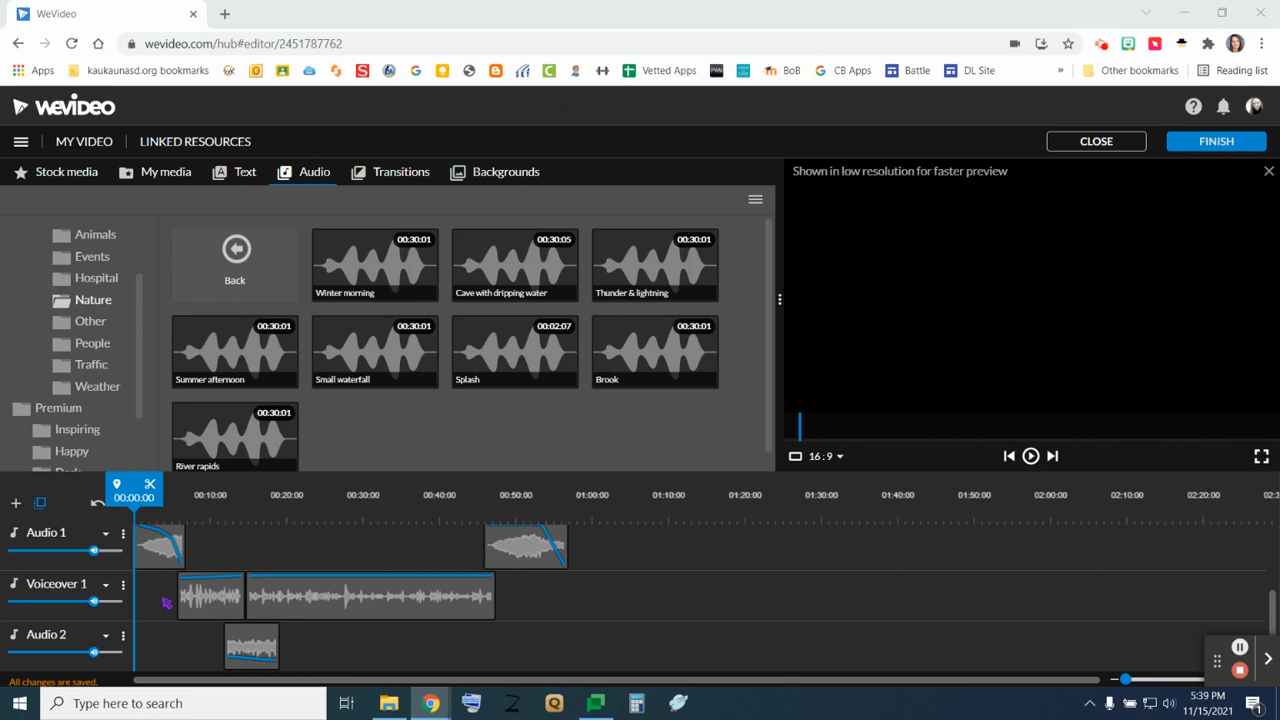 WeVideo
wevideo.com/hub#editor/2451787762
Apps
kaukaunasd.org bookmarks
Vetted Apps
BoB
CB Apps
Battle
DL Site
»
Other bookmarks
Reading list
WEVIDEO
MY VIDEO
LINKED RESOURCES
CLOSE
FINISH
Stock media
My media
Text
Audio
Transitions
Backgrounds
Shown in low resolution for faster preview
Animals
Events
Hospital
Nature
Other
People
Traffic
Weather
Premium
Inspiring
Happy
Back
00:30:01
Winter morning
00:30:05
Cave with dripping water
00:30:01
Thunder & lightning
00:30:01
Summer afternoon
00:30:01
Small waterfall
00:02:07
Splash
00:30:01
Brook
00:30:01
River rapids
16:9
00:00:00
00:10:00
00:20:00
00:30:00
00:40:00
00:50:00
01:00:00
01:10:00
01:20:00
01:30:00
01:40:00
01:50:00
02:00:00
02:10:00
02:20:00
Audio 1
Voiceover 1
Audio 2
All changes are saved.
Type here to search
5:39 PM
11/15/2021